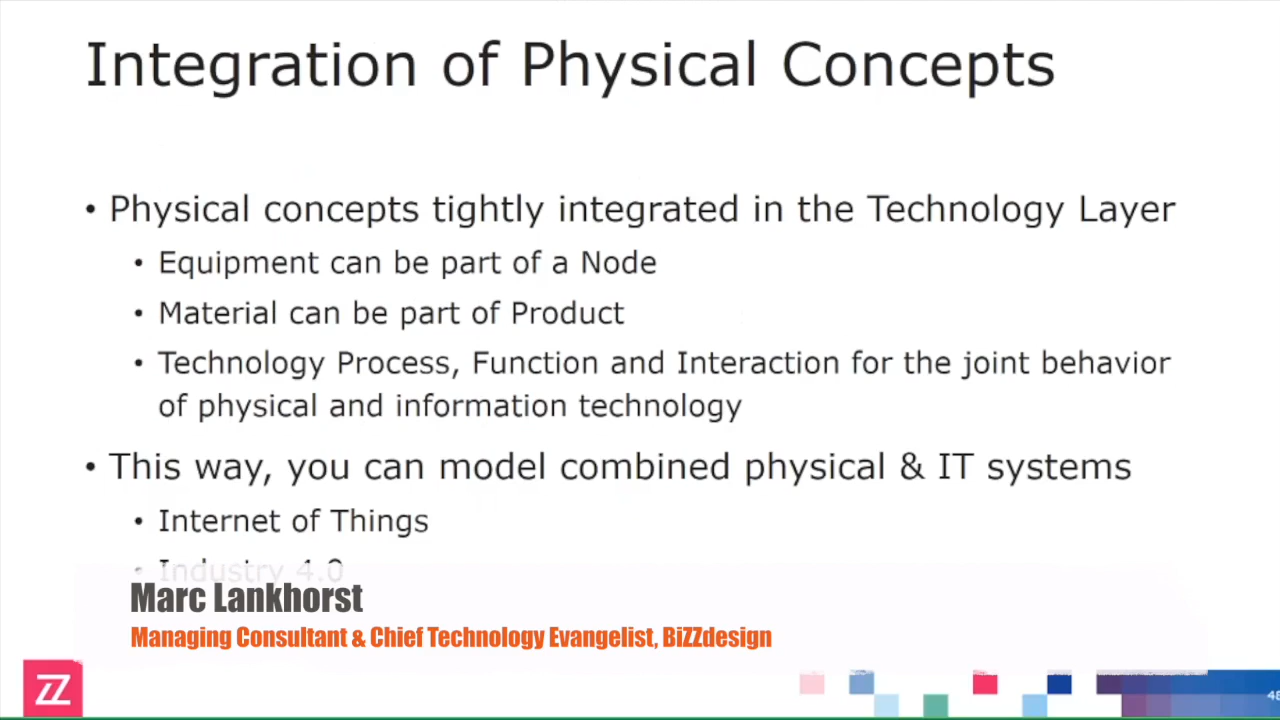 Integration of Physical Concepts
• Physical concepts tightly integrated in the Technology Layer
• Equipment can be part of a Node
• Material can be part of Product
• Technology Process, Function and Interaction for the joint behavior
of physical and information technology
• This way, you can model combined physical & IT systems
• Internet of Things
• Industry 4.0
Marc Lankhorst
Managing Consultant & Chief Technology Evangelist, BiZZdesign